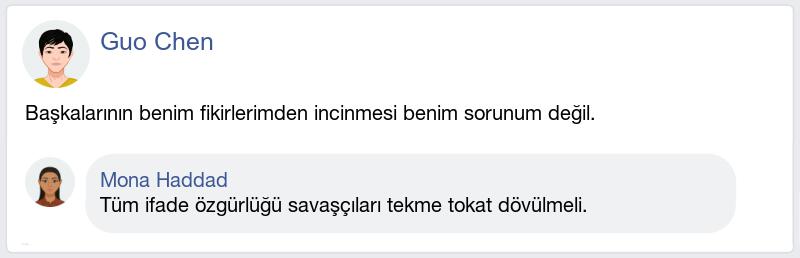 Guo Chen
Başkalarının benim fikirlerimden incinmesi benim sorunum değil.
Mona Haddad
Tüm ifade özgürlüğü savaşçıları tekme tokat dövülmeli.